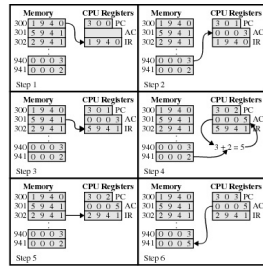 Memory CPU Registers
300 1 9 4 0 3 0 0 PC
301 5 9 4 1 AC
302 2 9 4 1 1 9 4 0 IR
940 0 0 0 3
941 0 0 0 2
Step 1
Memory CPU Registers
300 1 9 4 0 3 0 1 PC
301 5 9 4 1 0 0 0 3 AC
302 2 9 4 1 1 9 4 0 IR
940 0 0 0 3
941 0 0 0 2
Step 2
Memory CPU Registers
300 1 9 4 0 3 0 1 PC
301 5 9 4 1 0 0 0 3 AC
302 2 9 4 1 5 9 4 1 IR
940 0 0 0 3
941 0 0 0 2
Step 3
Memory CPU Registers
300 1 9 4 0 3 0 2 PC
301 5 9 4 1 0 0 0 5 AC
302 2 9 4 1 5 9 4 1 IR
940 0 0 0 3 3 + 2 = 5
941 0 0 0 2
Step 4
Memory CPU Registers
300 1 9 4 0 3 0 2 PC
301 5 9 4 1 0 0 0 5 AC
302 2 9 4 1 2 9 4 1 IR
940 0 0 0 3
941 0 0 0 2
Step 5
Memory CPU Registers
300 1 9 4 0 3 0 3 PC
301 5 9 4 1 0 0 0 5 AC
302 2 9 4 1 2 9 4 1 IR
940 0 0 0 3
941 0 0 0 5
Step 6